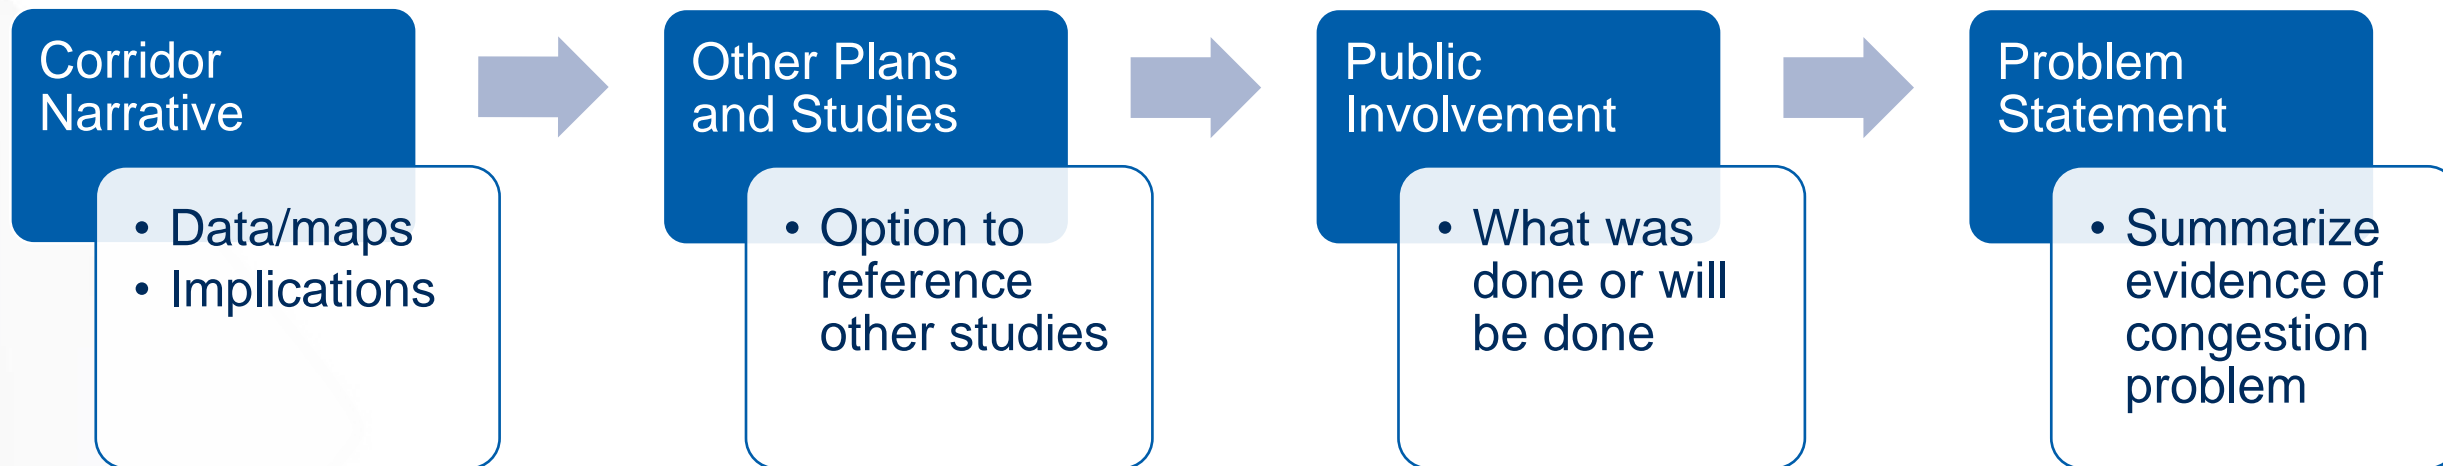 Corridor
Narrative
• Data/maps
• Implications
Other Plans
and Studies
• Option to
reference
other studies
Public
Involvement
• What was
done or will
be done
Problem
Statement
• Summarize
evidence of
congestion
problem